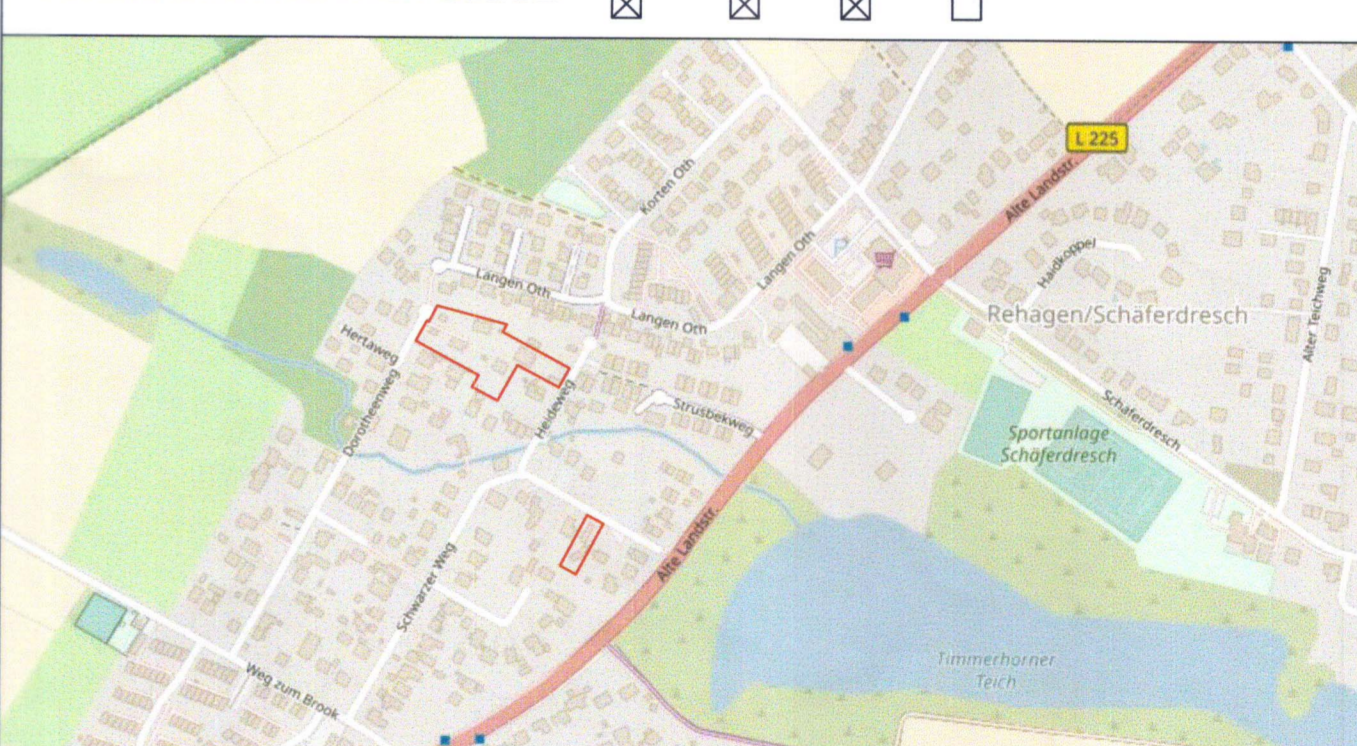 L 225
Alte Landstr.
Korten Oth
Langen Oth
Langen Oth
Langen Oth
Haidkoppel
Rehagen/Schäferdresch
Alter Teichweg
Hertaweg
Dorotheenweg
Heideweg
Strusbekweg
Schäferdresch
Sportanlage
Schäferdresch
Alte Landstr.
Schwarzer Weg
Weg zum Brook
Timmerhorner
Teich